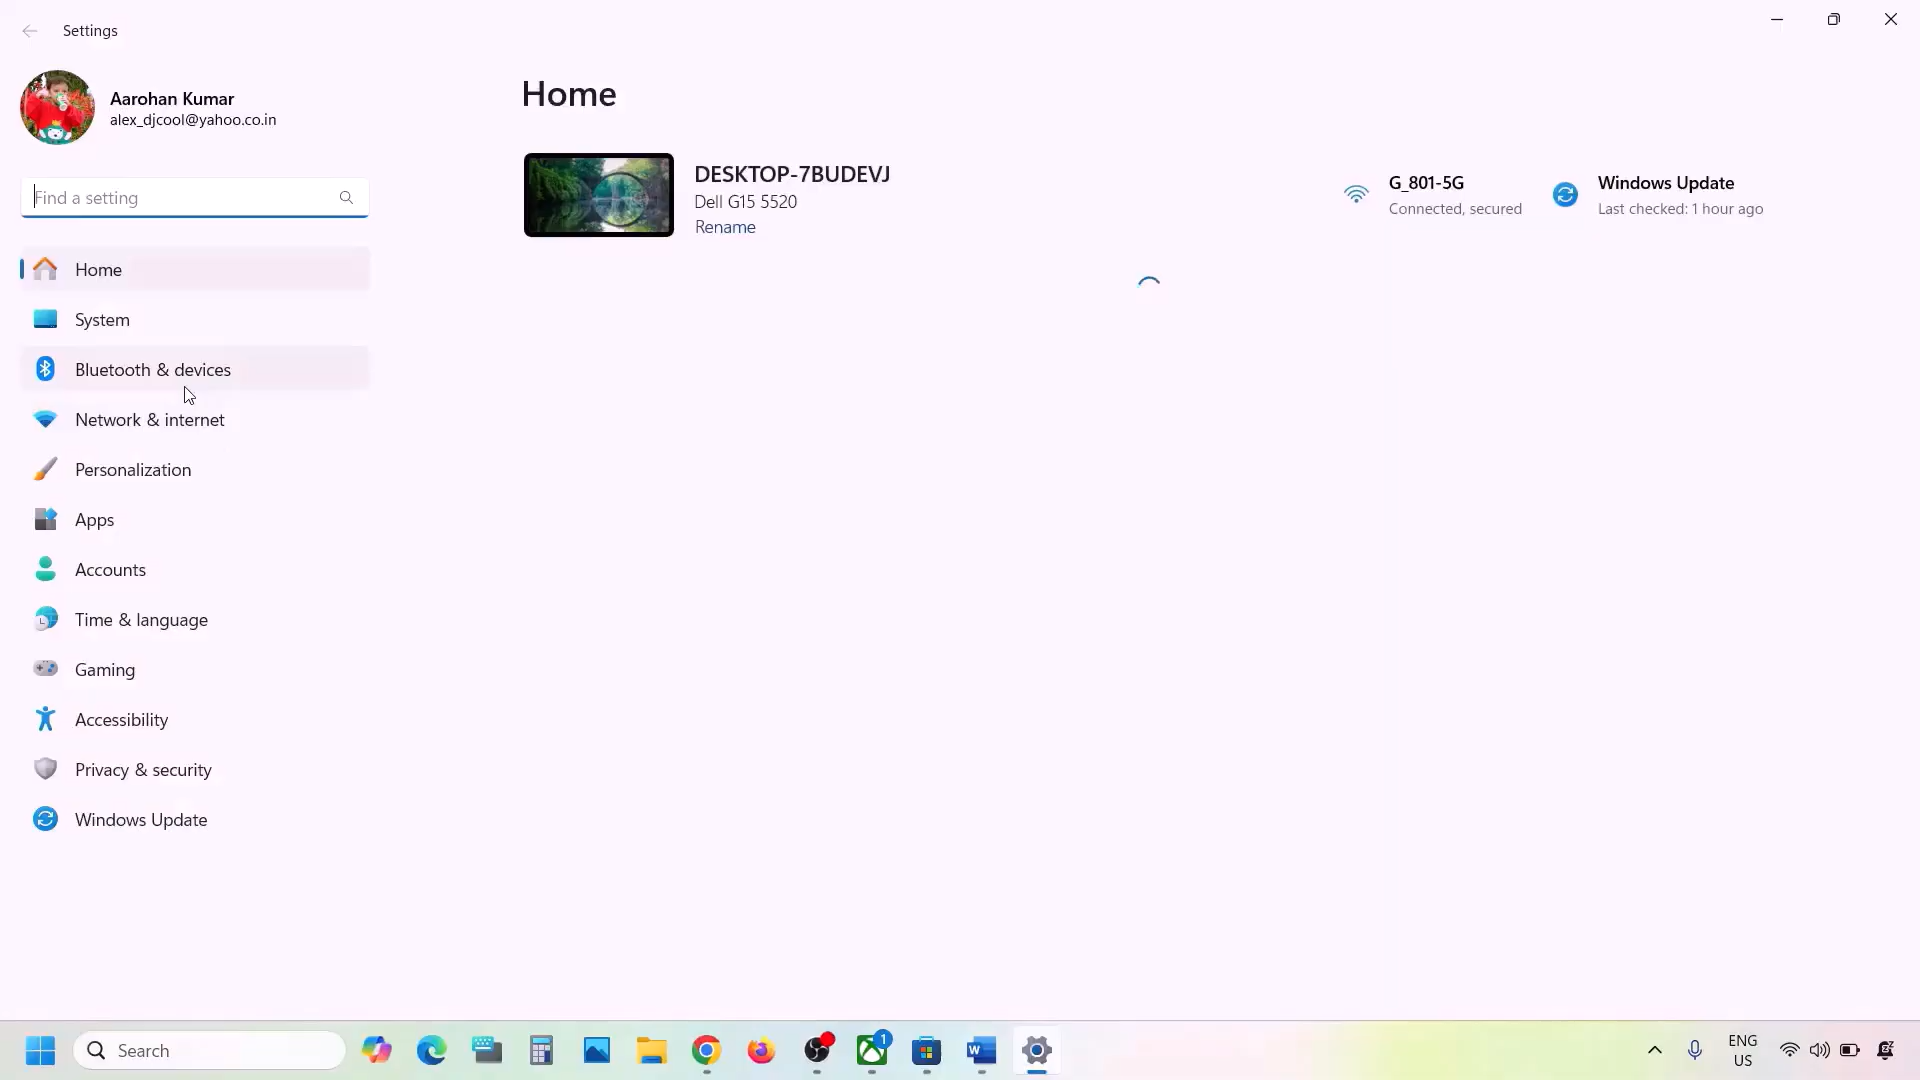 Settings
Aarohan Kumar
alex_djcool@yahoo.co.in
Find a setting
Home
System
Bluetooth & devices
Network & internet
Personalization
Apps
Accounts
Time & language
Gaming
Accessibility
Privacy & security
Windows Update
Home
DESKTOP-7BUDEVJ
Dell G15 5520
Rename
G_801-5G
Connected, secured
Windows Update
Last checked: 1 hour ago
Search
1
ENG
US